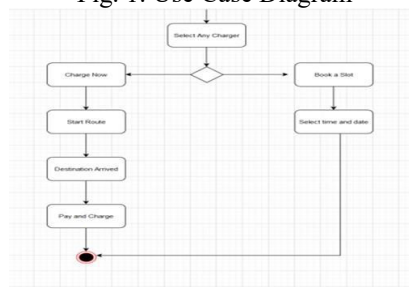 Fig. 1. Use Case Diagram
Select Any Charger
Charge Now
Book a Slot
Start Route
Select time and date
Destination Arrived
Pay and Charge